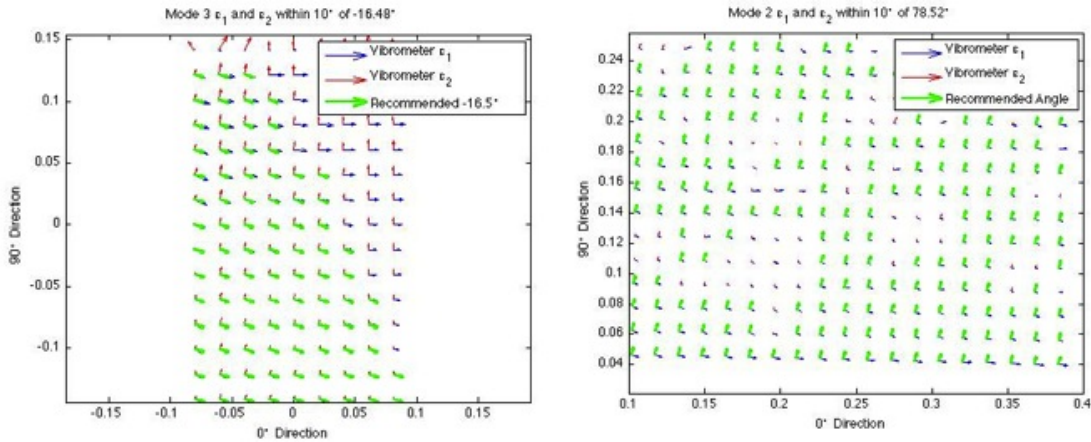 Mode 3 ε₁ and ε₂ within 10° of -16.48°
0.15
0.1
0.05
0
-0.05
-0.1
90° Direction
Vibrometer ε₁
Vibrometer ε₂
Recommended -16.5°
-0.15 -0.1 -0.05 0 0.05 0.1 0.15
0° Direction
Mode 2 ε₁ and ε₂ within 10° of 78.52°
0.24
0.22
0.2
0.18
0.16
0.14
0.12
0.1
0.08
0.06
0.04
90° Direction
Vibrometer ε₁
Vibrometer ε₂
Recommended Angle
0.1 0.15 0.2 0.25 0.3 0.35 0.4
0° Direction